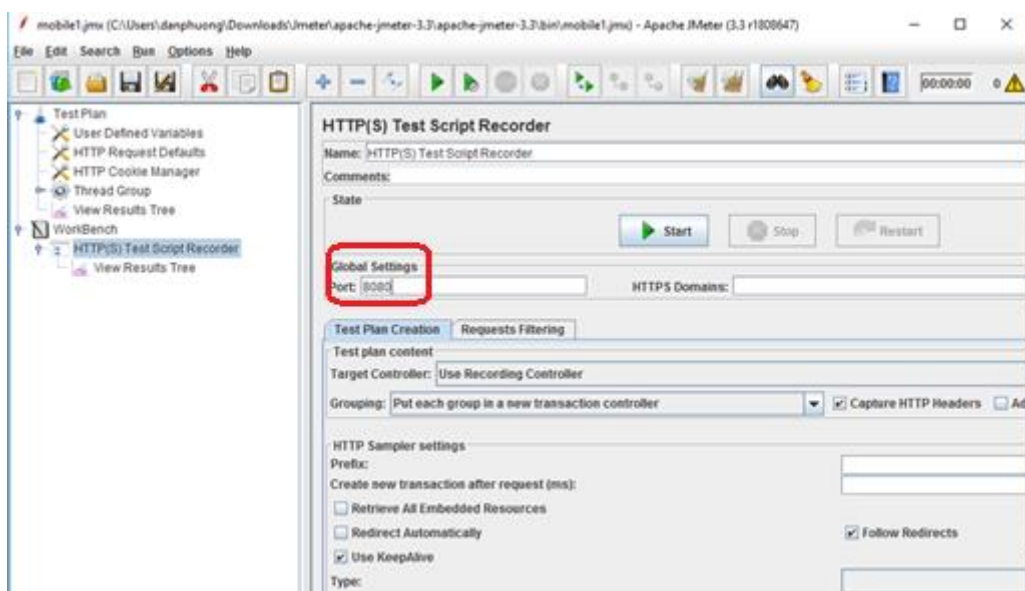 mobile1.jmx (C:\Users\danphuong\Downloads\Jmeter\apache-jmeter-3.3\apache-jmeter-3.3\bin\mobile1.jmx) - Apache JMeter (3.3 r1808647)
File Edit Search Run Options Help
00:00:00 0
Test Plan
User Defined Variables
HTTP Request Defaults
HTTP Cookie Manager
Thread Group
View Results Tree
WorkBench
HTTP(S) Test Script Recorder
View Results Tree
HTTP(S) Test Script Recorder
Name: HTTP(S) Test Script Recorder
Comments:
State
Start Stop Restart
Global Settings
Port: 8080 HTTPS Domains:
Test Plan Creation Requests Filtering
Test plan content
Target Controller: Use Recording Controller
Grouping: Put each group in a new transaction controller Capture HTTP Headers Ad
HTTP Sampler settings
Prefix:
Create new transaction after request (ms):
Retrieve All Embedded Resources
Redirect Automatically Follow Redirects
Use KeepAlive
Type: